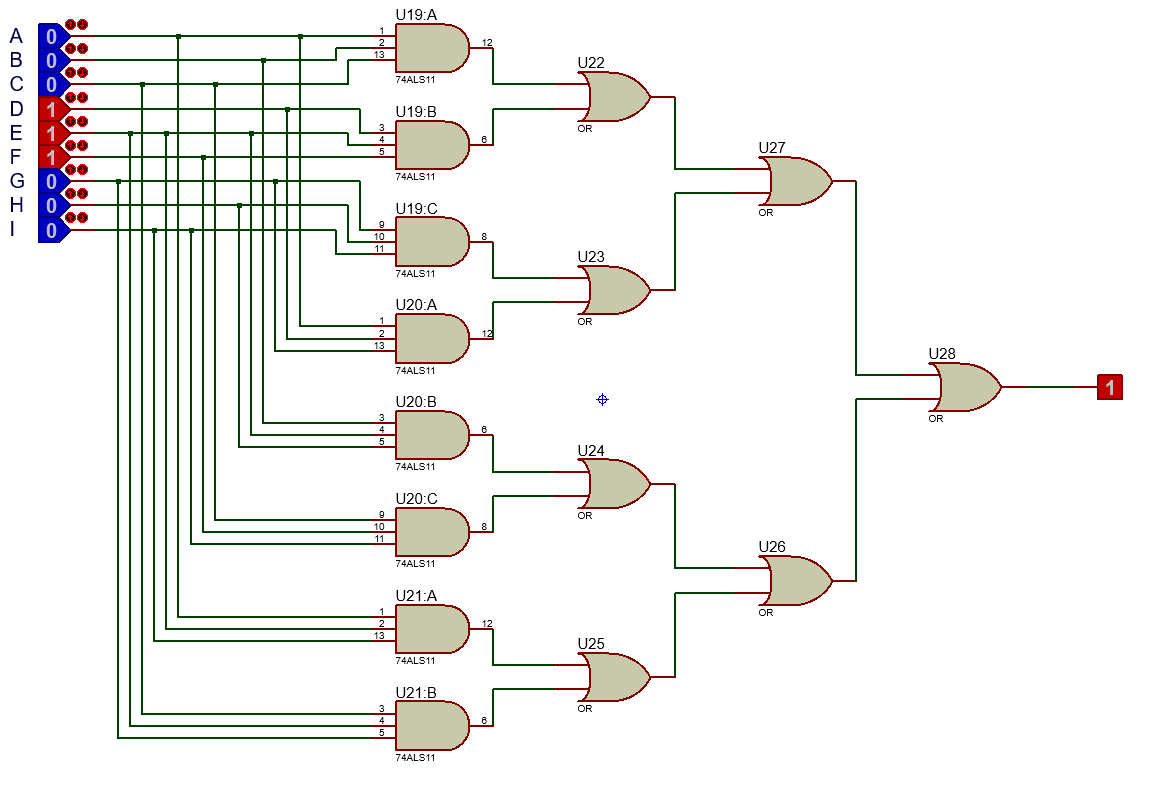 A 0
B 0
C 0
D 1
E 1
F 1
G 0
H 0
I 0
U19:A
1
2
13
12
74ALS11
U19:B
3
4
5
6
74ALS11
U19:C
9
10
11
8
74ALS11
U20:A
1
2
13
12
74ALS11
U20:B
3
4
5
6
74ALS11
U20:C
9
10
11
8
74ALS11
U21:A
1
2
13
12
74ALS11
U21:B
3
4
5
6
74ALS11
U22
OR
U23
OR
U24
OR
U25
OR
U27
OR
U26
OR
U28
OR
1